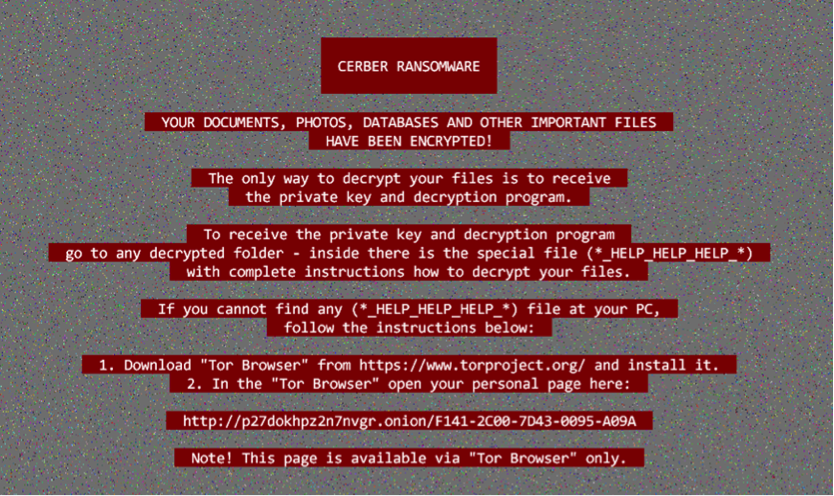 CERBER RANSOMWARE
YOUR DOCUMENTS, PHOTOS, DATABASES AND OTHER IMPORTANT FILES
HAVE BEEN ENCRYPTED!
The only way to decrypt your files is to receive
the private key and decryption program.
To receive the private key and decryption program
go to any decrypted folder - inside there is the special file (*_HELP_HELP_HELP_*)
with complete instructions how to decrypt your files.
If you cannot find any (*_HELP_HELP_HELP_*) file at your PC,
follow the instructions below:
1. Download "Tor Browser" from https://www.torproject.org/ and install it.
2. In the "Tor Browser" open your personal page here:
http://p27dokhpz2n7nvgr.onion/F141-2C00-7D43-0095-A09A
Note! This page is available via "Tor Browser" only.